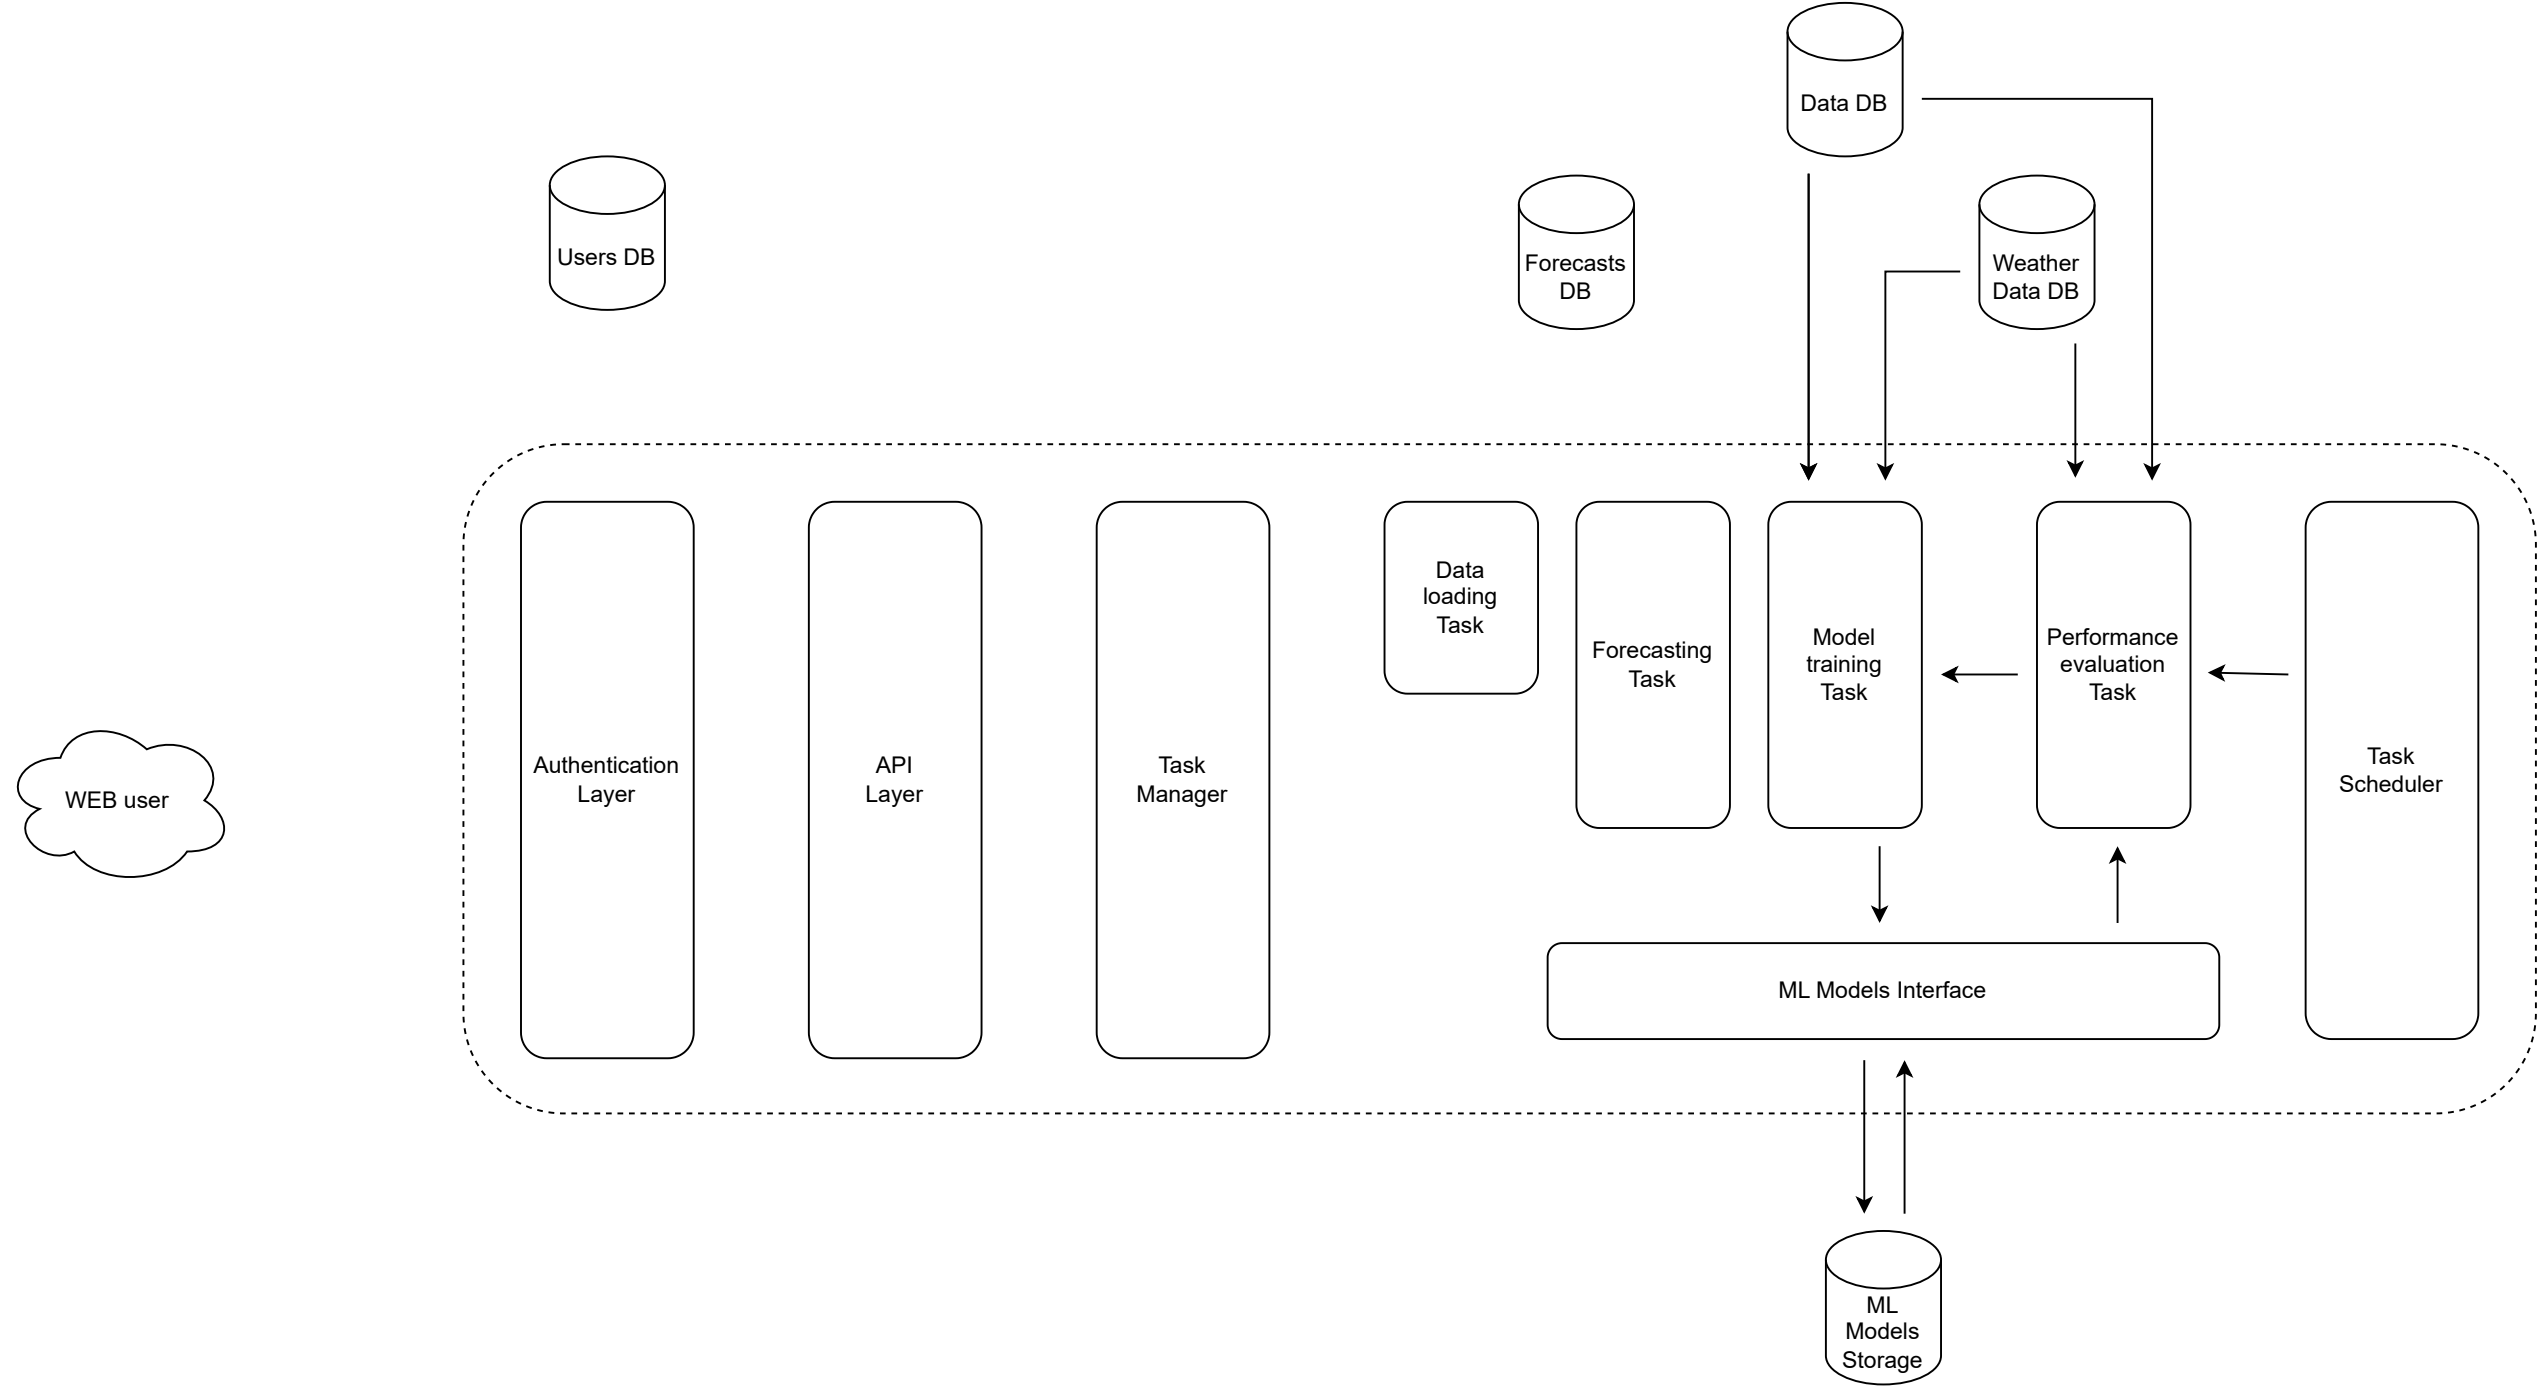 Data DB
Users DB
Forecasts
DB
Weather
Data DB
Data
loading
Task
Forecasting
Task
Model
training
Task
Performance
evaluation
Task
Authentication
Layer
API
Layer
Task
Manager
Task
Scheduler
WEB user
ML Models Interface
ML
Models
Storage